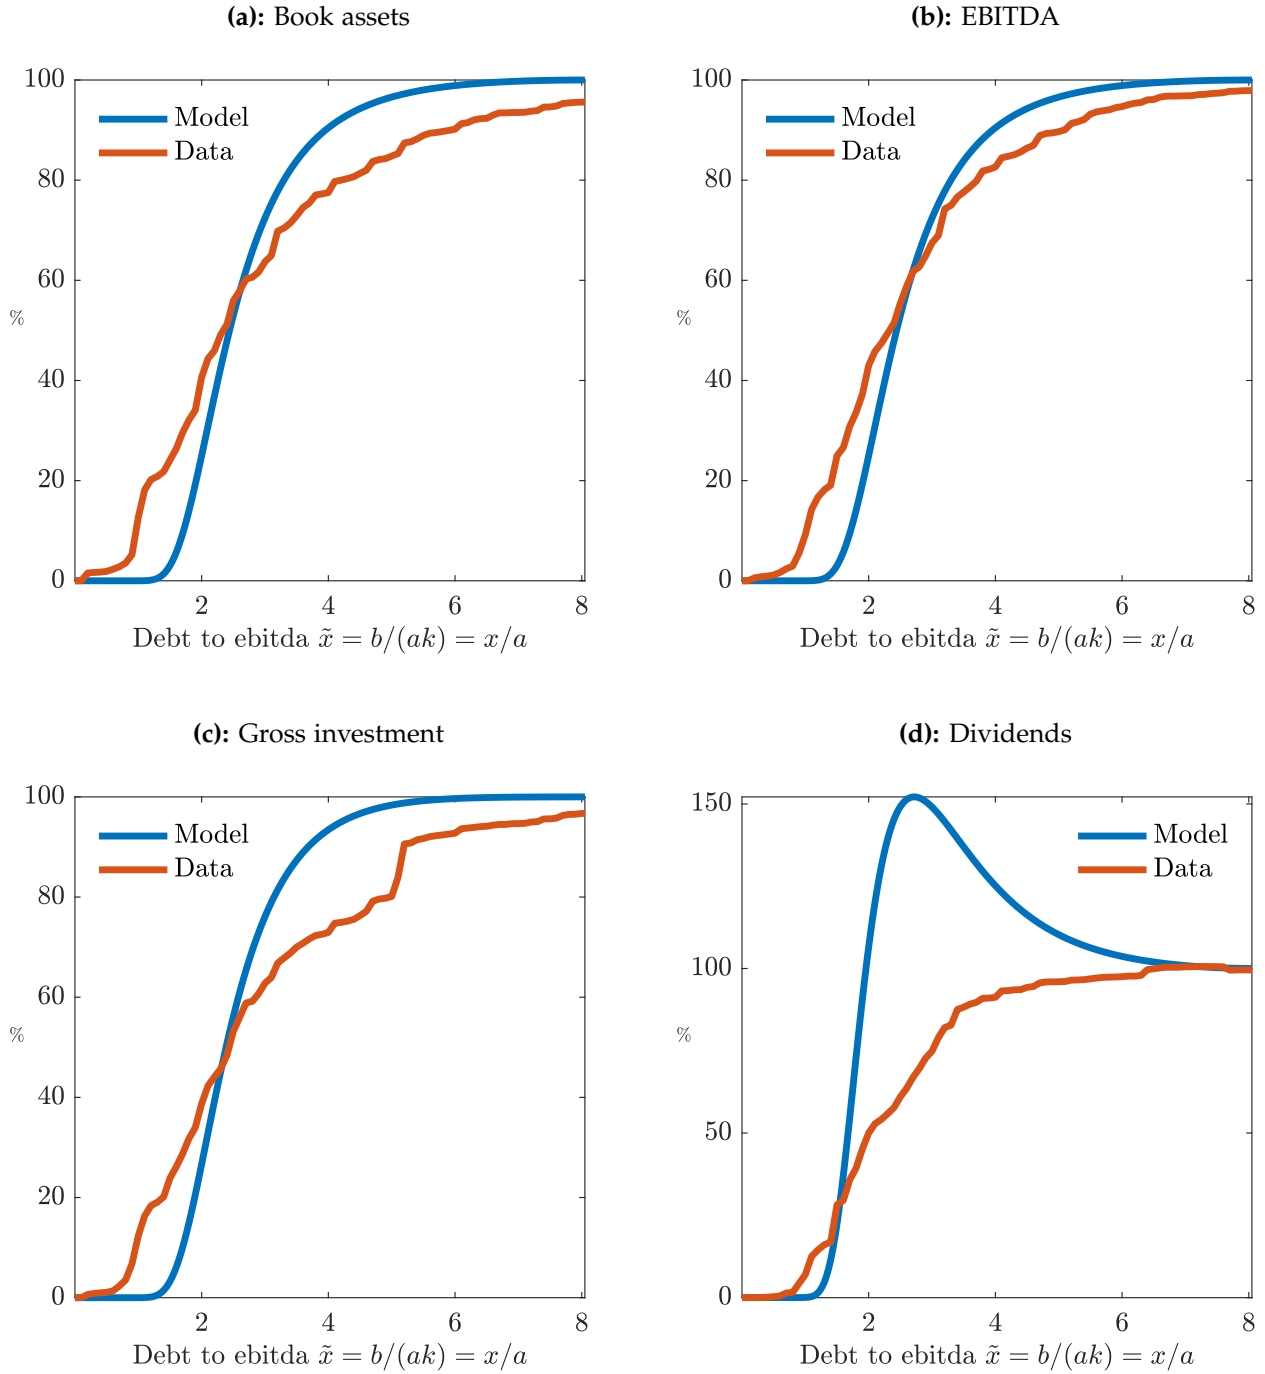 (a): Book assets
100
80
60
%
40
20
0
2 4 6 8
Model
Data
Debt to ebitda x̃ = b/(ak) = x/a
(b): EBITDA
100
80
60
%
40
20
0
2 4 6 8
Model
Data
Debt to ebitda x̃ = b/(ak) = x/a
(c): Gross investment
100
80
60
%
40
20
0
2 4 6 8
Model
Data
Debt to ebitda x̃ = b/(ak) = x/a
(d): Dividends
150
100
%
50
0
2 4 6 8
Model
Data
Debt to ebitda x̃ = b/(ak) = x/a